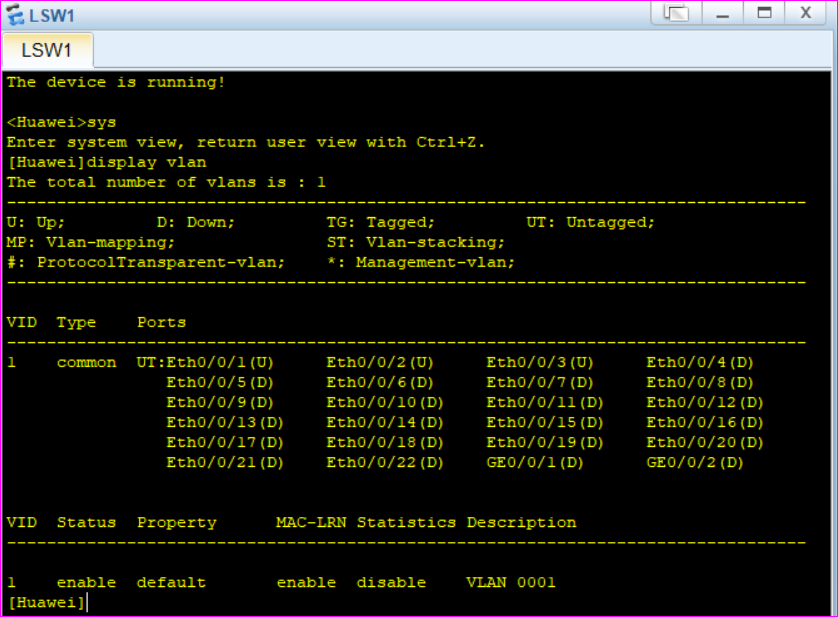 LSW1
X
LSW1
The device is running!
<Huawei>sys
Enter system view, return user view with Ctrl+Z.
[Huawei]display vlan
The total number of vlans is : 1
--------------------------------------------------------------------------------
U: Up;         D: Down;         TG: Tagged;         UT: Untagged;
MP: Vlan-mapping;               ST: Vlan-stacking;
#: ProtocolTransparent-vlan;    *: Management-vlan;
--------------------------------------------------------------------------------
VID  Type    Ports
--------------------------------------------------------------------------------
1    common  UT:Eth0/0/1(U)     Eth0/0/2(U)     Eth0/0/3(U)     Eth0/0/4(D)
Eth0/0/5(D)     Eth0/0/6(D)     Eth0/0/7(D)     Eth0/0/8(D)
Eth0/0/9(D)     Eth0/0/10(D)    Eth0/0/11(D)    Eth0/0/12(D)
Eth0/0/13(D)    Eth0/0/14(D)    Eth0/0/15(D)    Eth0/0/16(D)
Eth0/0/17(D)    Eth0/0/18(D)    Eth0/0/19(D)    Eth0/0/20(D)
Eth0/0/21(D)    Eth0/0/22(D)    GE0/0/1(D)      GE0/0/2(D)
VID  Status  Property      MAC-LRN Statistics Description
--------------------------------------------------------------------------------
1    enable  default       enable  disable    VLAN 0001
[Huawei]